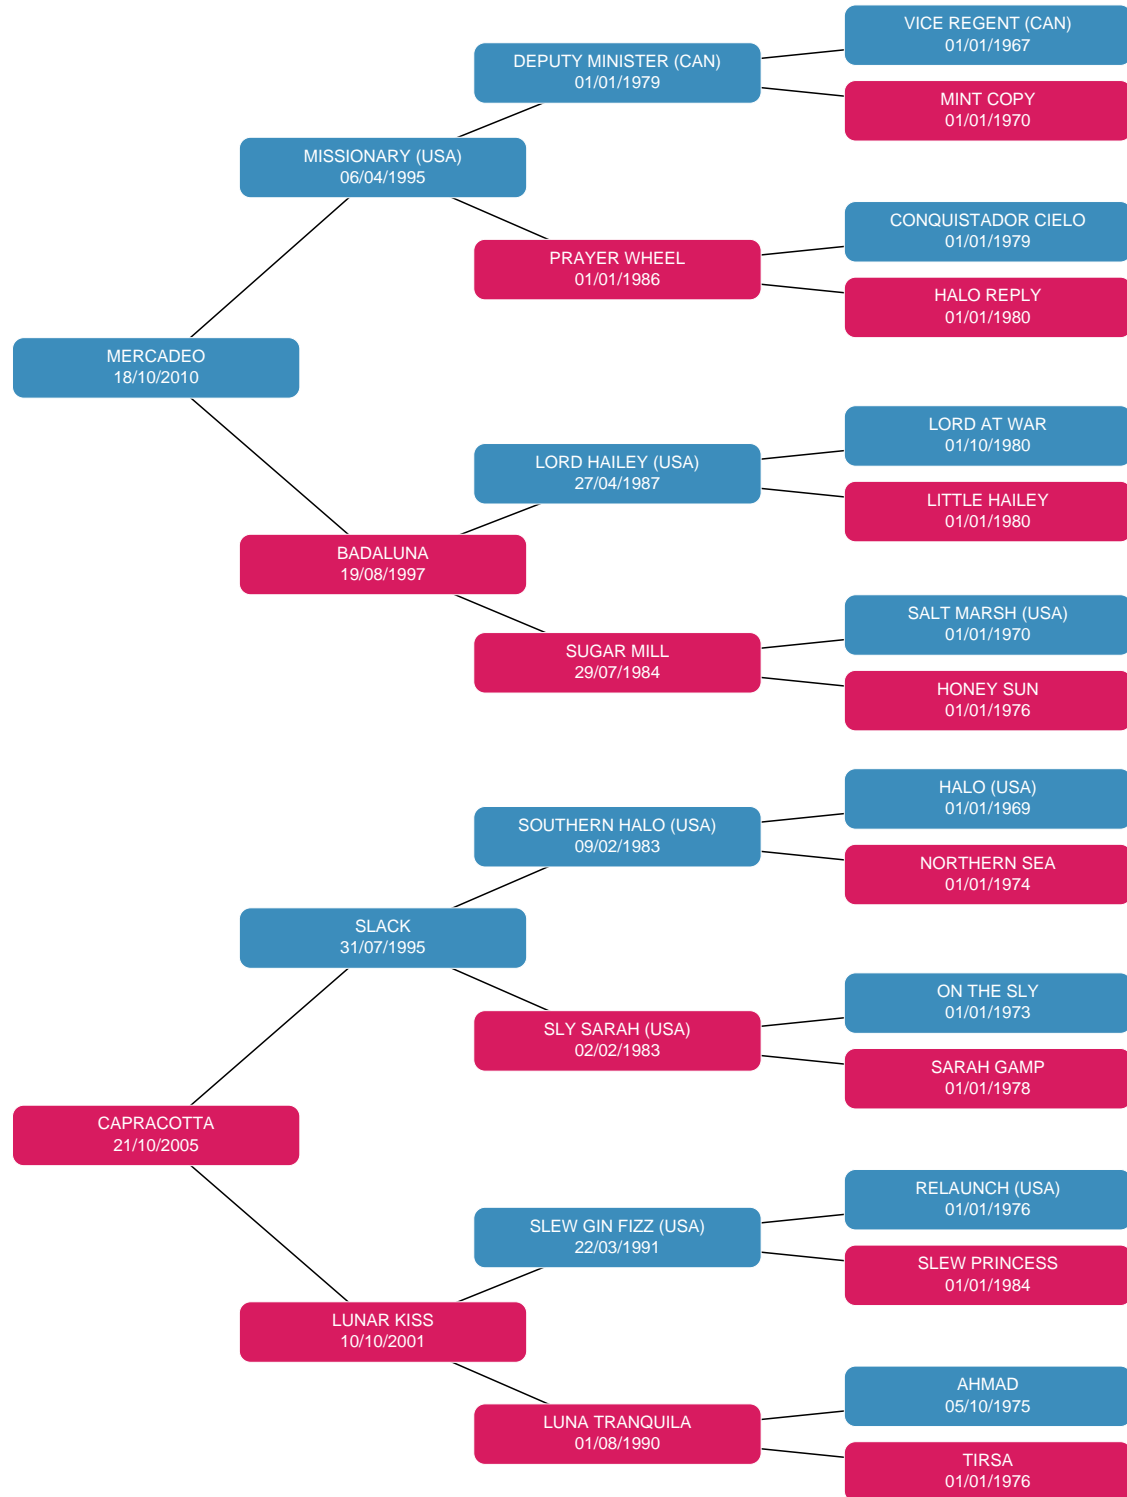 VICE REGENT (CAN)
01/01/1967
DEPUTY MINISTER (CAN)
01/01/1979
MINT COPY
01/01/1970
MISSIONARY (USA)
06/04/1995
CONQUISTADOR CIELO
01/01/1979
PRAYER WHEEL
01/01/1986
HALO REPLY
01/01/1980
MERCADEO
18/10/2010
LORD AT WAR
01/10/1980
LORD HAILEY (USA)
27/04/1987
LITTLE HAILEY
01/01/1980
BADALUNA
19/08/1997
SALT MARSH (USA)
01/01/1970
SUGAR MILL
29/07/1984
HONEY SUN
01/01/1976
HALO (USA)
01/01/1969
SOUTHERN HALO (USA)
09/02/1983
NORTHERN SEA
01/01/1974
SLACK
31/07/1995
ON THE SLY
01/01/1973
SLY SARAH (USA)
02/02/1983
SARAH GAMP
01/01/1978
CAPRACOTTA
21/10/2005
RELAUNCH (USA)
01/01/1976
SLEW GIN FIZZ (USA)
22/03/1991
SLEW PRINCESS
01/01/1984
LUNAR KISS
10/10/2001
AHMAD
05/10/1975
LUNA TRANQUILA
01/08/1990
TIRSA
01/01/1976